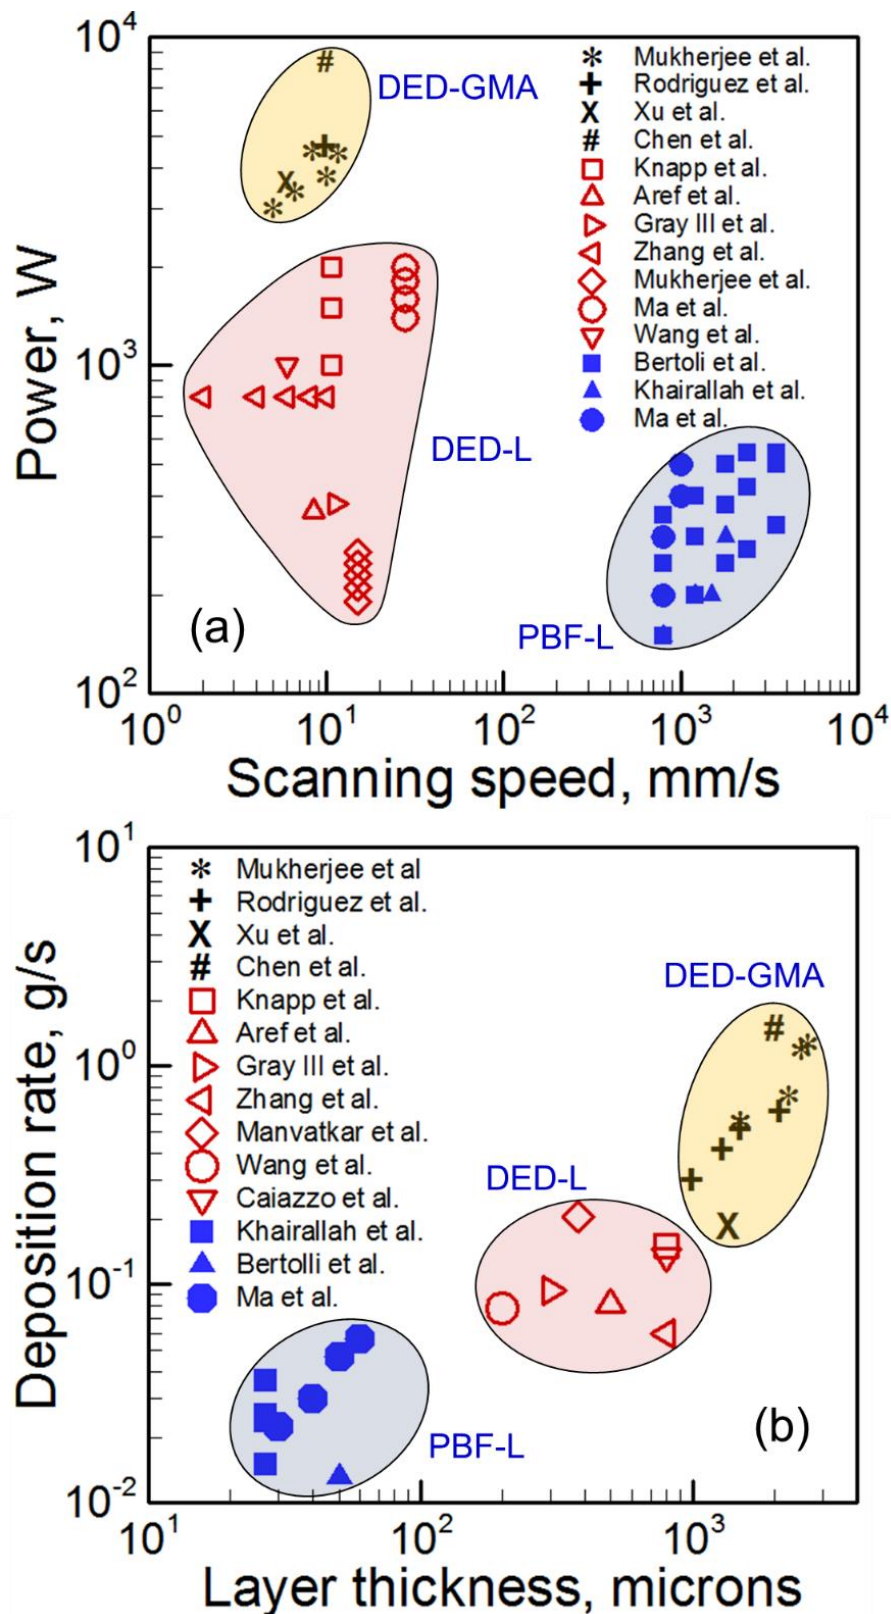 10⁴
DED-GMA
Mukherjee et al.
Rodriguez et al.
Xu et al.
Chen et al.
Knapp et al.
Aref et al.
Gray III et al.
Zhang et al.
Mukherjee et al.
Ma et al.
Wang et al.
Bertoli et al.
Khairallah et al.
Ma et al.
Power, W
10³
DED-L
PBF-L
(a)
10²
10⁰ 10¹ 10² 10³ 10⁴
Scanning speed, mm/s
10¹
Mukherjee et al
Rodriguez et al.
Xu et al.
Chen et al.
Knapp et al.
Aref et al.
Gray III et al.
Zhang et al.
Manvatkar et al.
Wang et al.
Caiazzo et al.
Khairallah et al.
Bertolli et al.
Ma et al.
DED-GMA
Deposition rate, g/s
10⁰
DED-L
10⁻¹
(b)
PBF-L
10⁻²
10¹ 10² 10³
Layer thickness, microns